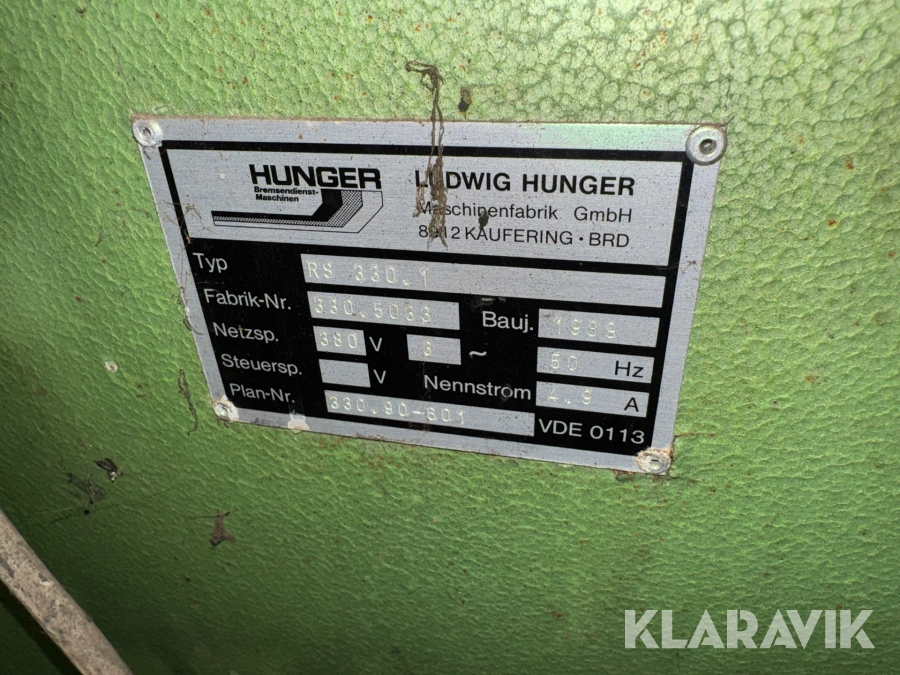 HUNGER
Bremsendienst-
Maschinen
LUDWIG HUNGER
Maschinenfabrik GmbH
8912 KAUFERING · BRD
Typ RS 330.1
Fabrik-Nr. 330.5033 Bauj. 1989
Netzsp. 380 V 3 ~ 50 Hz
Steuersp. V Nennstrom 4.9 A
Plan-Nr. 330.90-601 VDE 0113
KLARAVIK